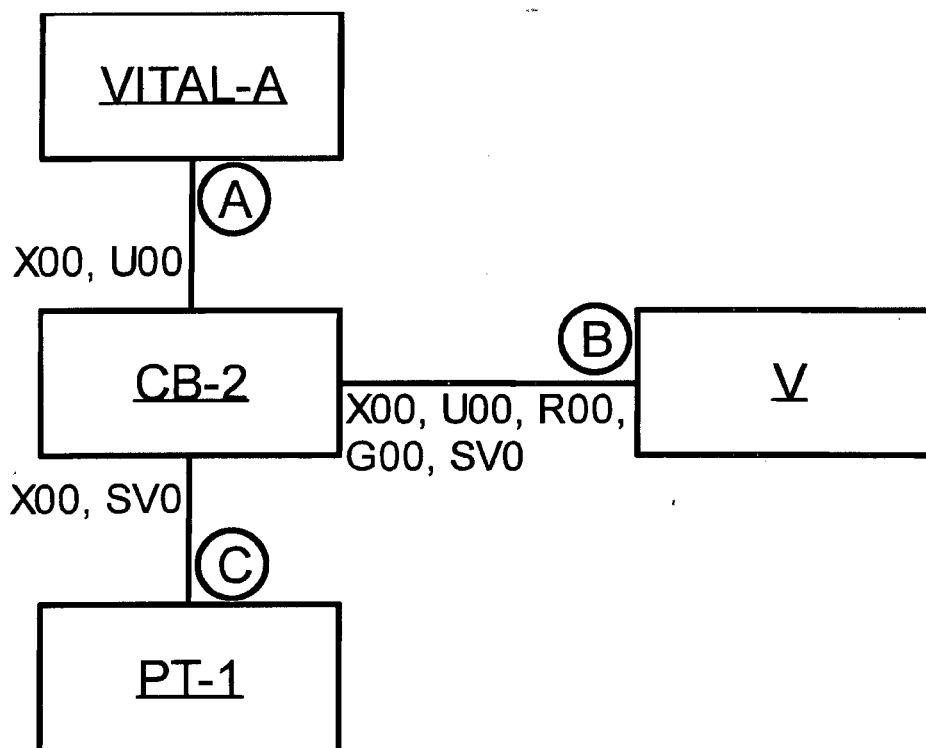 VITAL-A
A
X00, U00
CB-2
B
V
X00, U00, R00,
G00, SV0
X00, SV0
C
PT-1